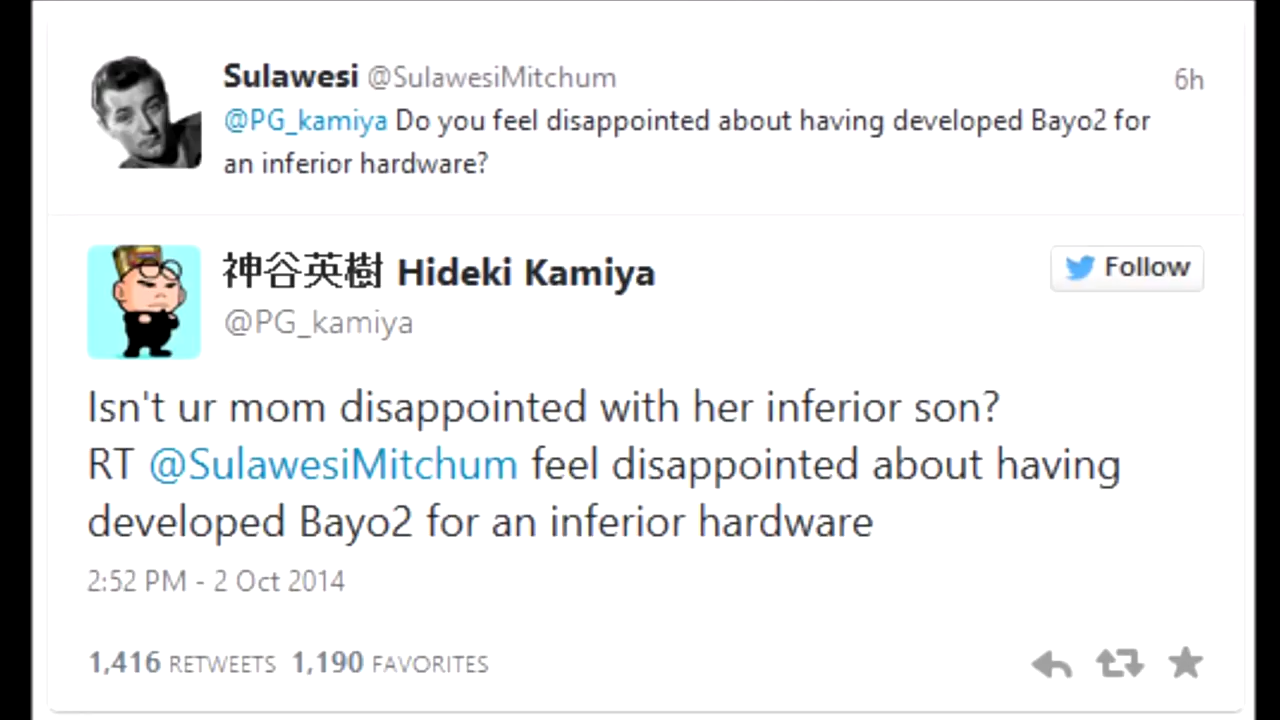 Sulawesi @SulawesiMitchum 6h
@PG_kamiya Do you feel disappointed about having developed Bayo2 for
an inferior hardware?
神谷英樹 Hideki Kamiya
Follow
@PG_kamiya
Isn't ur mom disappointed with her inferior son?
RT @SulawesiMitchum feel disappointed about having
developed Bayo2 for an inferior hardware
2:52 PM - 2 Oct 2014
1,416 RETWEETS 1,190 FAVORITES